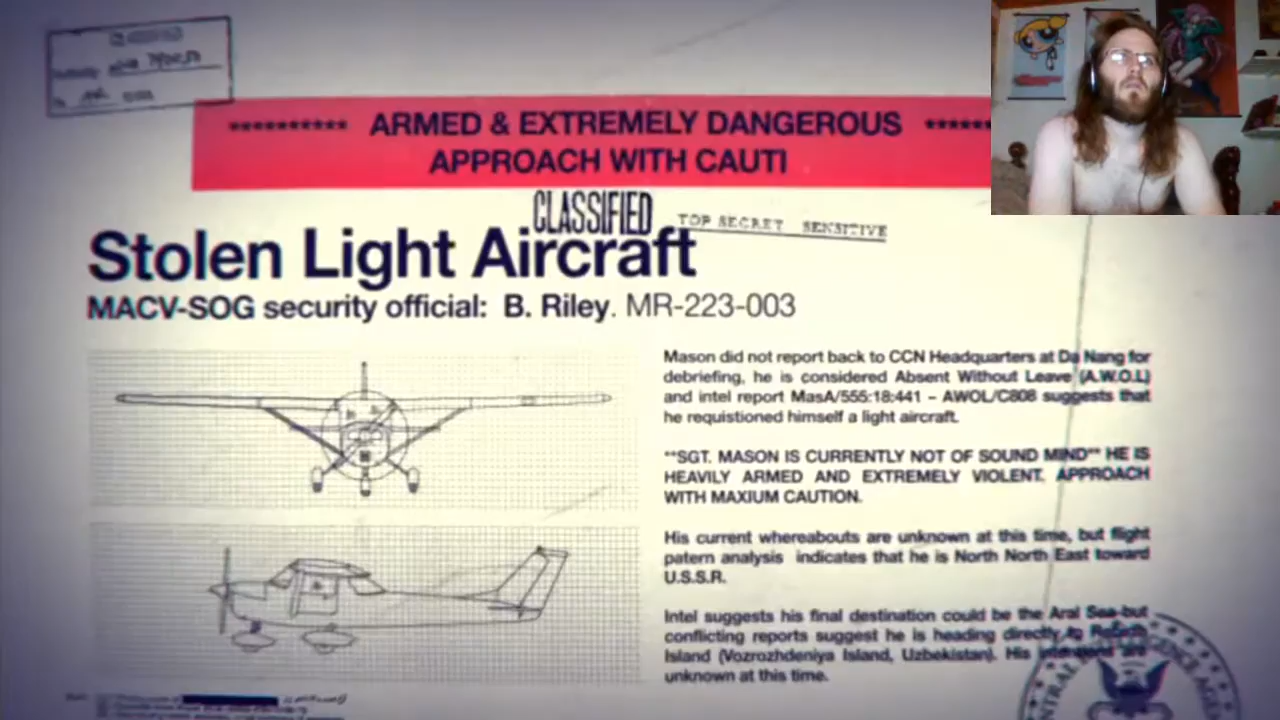 ********** ARMED & EXTREMELY DANGEROUS ******
APPROACH WITH CAUTI
CLASSIFIED
TOP SECRET SENSITIVE
Stolen Light Aircraft
MACV-SOG security official: B. Riley. MR-223-003
Mason did not report back to CCN Headquarters at Da Nang for
debriefing, he is considered Absent Without Leave (A.W.O.L)
and intel report MasA/555:18:441 – AWOL/C808 suggests that
he requistioned himself a light aircraft.
**SGT. MASON IS CURRENTLY NOT OF SOUND MIND** HE IS
HEAVILY ARMED AND EXTREMELY VIOLENT. APPROACH
WITH MAXIUM CAUTION.
His current whereabouts are unknown at this time, but flight
patern analysis indicates that he is North North East toward
U.S.S.R.
Intel suggests his final destination could be the Aral Sea-but
conflicting reports suggest he is heading directly to Rebirth
Island (Vozrozhdeniya Island, Uzbekistan). His intentions are
unknown at this time.
CENTRAL INTELLIGENCE AGENCY